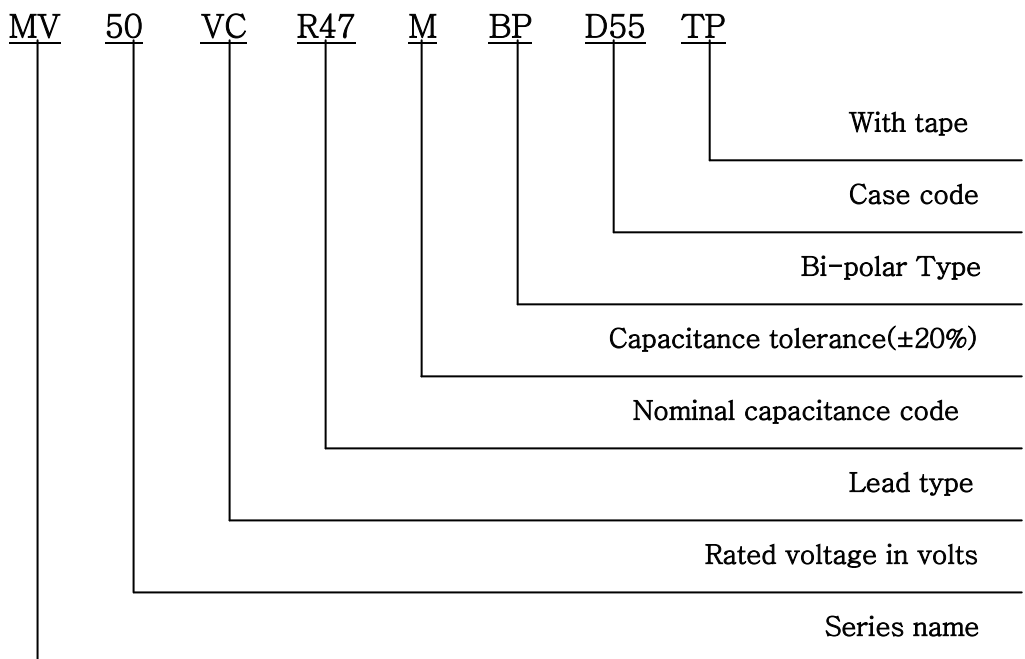 MV 50 VC R47 M BP D55 TP
With tape
Case code
Bi-polar Type
Capacitance tolerance(±20%)
Nominal capacitance code
Lead type
Rated voltage in volts
Series name